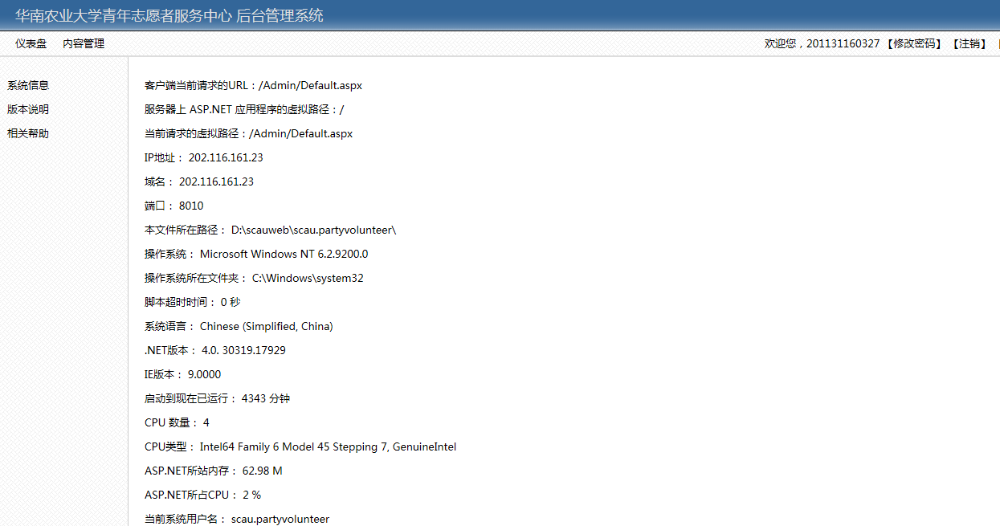 华南农业大学青年志愿者服务中心 后台管理系统
仪表盘 内容管理 欢迎您，201131160327 【修改密码】 【注销】
系统信息
版本说明
相关帮助
客户端当前请求的URL：/Admin/Default.aspx
服务器上 ASP.NET 应用程序的虚拟路径：/
当前请求的虚拟路径：/Admin/Default.aspx
IP地址： 202.116.161.23
域名： 202.116.161.23
端口： 8010
本文件所在路径： D:\scauweb\scau.partyvolunteer\
操作系统： Microsoft Windows NT 6.2.9200.0
操作系统所在文件夹： C:\Windows\system32
脚本超时时间： 0 秒
系统语言： Chinese (Simplified, China)
.NET版本： 4.0. 30319.17929
IE版本： 9.0000
启动到现在已运行： 4343 分钟
CPU 数量： 4
CPU类型： Intel64 Family 6 Model 45 Stepping 7, GenuineIntel
ASP.NET所站内存： 62.98 M
ASP.NET所占CPU： 2 %
当前系统用户名： scau.partyvolunteer